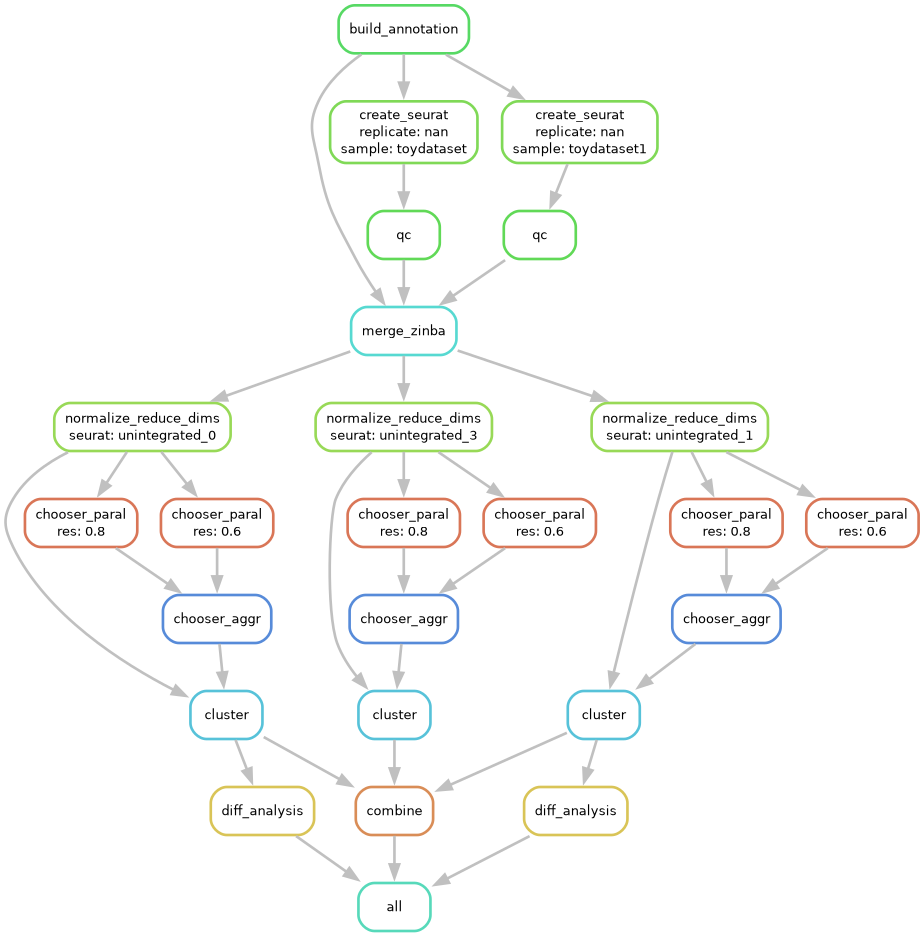 build_annotation
create_seurat
replicate: nan
sample: toydataset
create_seurat
replicate: nan
sample: toydataset1
qc
qc
merge_zinba
normalize_reduce_dims
seurat: unintegrated_0
normalize_reduce_dims
seurat: unintegrated_3
normalize_reduce_dims
seurat: unintegrated_1
chooser_paral
res: 0.8
chooser_paral
res: 0.6
chooser_paral
res: 0.8
chooser_paral
res: 0.6
chooser_paral
res: 0.8
chooser_paral
res: 0.6
chooser_aggr
chooser_aggr
chooser_aggr
cluster
cluster
cluster
diff_analysis
combine
diff_analysis
all